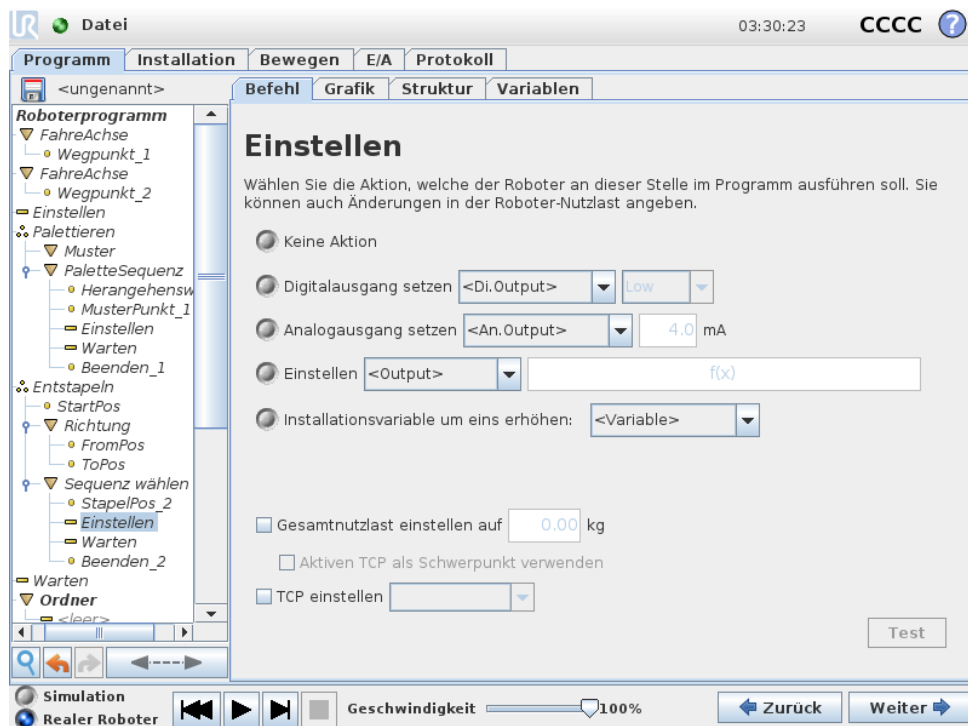 UR Datei 03:30:23 CCCC ?
Programm Installation Bewegen E/A Protokoll
<ungenannt>
Befehl Grafik Struktur Variablen
Roboterprogramm
FahreAchse
Wegpunkt_1
FahreAchse
Wegpunkt_2
Einstellen
Palettieren
Muster
PaletteSequenz
Herangehensw
MusterPunkt_1
Einstellen
Warten
Beenden_1
Entstapeln
StartPos
Richtung
FromPos
ToPos
Sequenz wählen
StapelPos_2
Einstellen
Warten
Beenden_2
Warten
Ordner
<leer>
Einstellen
Wählen Sie die Aktion, welche der Roboter an dieser Stelle im Programm ausführen soll. Sie
können auch Änderungen in der Roboter-Nutzlast angeben.
Keine Aktion
Digitalausgang setzen <Di.Output> Low
Analogausgang setzen <An.Output> 4.0 mA
Einstellen <Output> f(x)
Installationsvariable um eins erhöhen: <Variable>
Gesamtnutzlast einstellen auf 0.00 kg
Aktiven TCP als Schwerpunkt verwenden
TCP einstellen
Test
Simulation
Realer Roboter
Geschwindigkeit 100%
Zurück Weiter